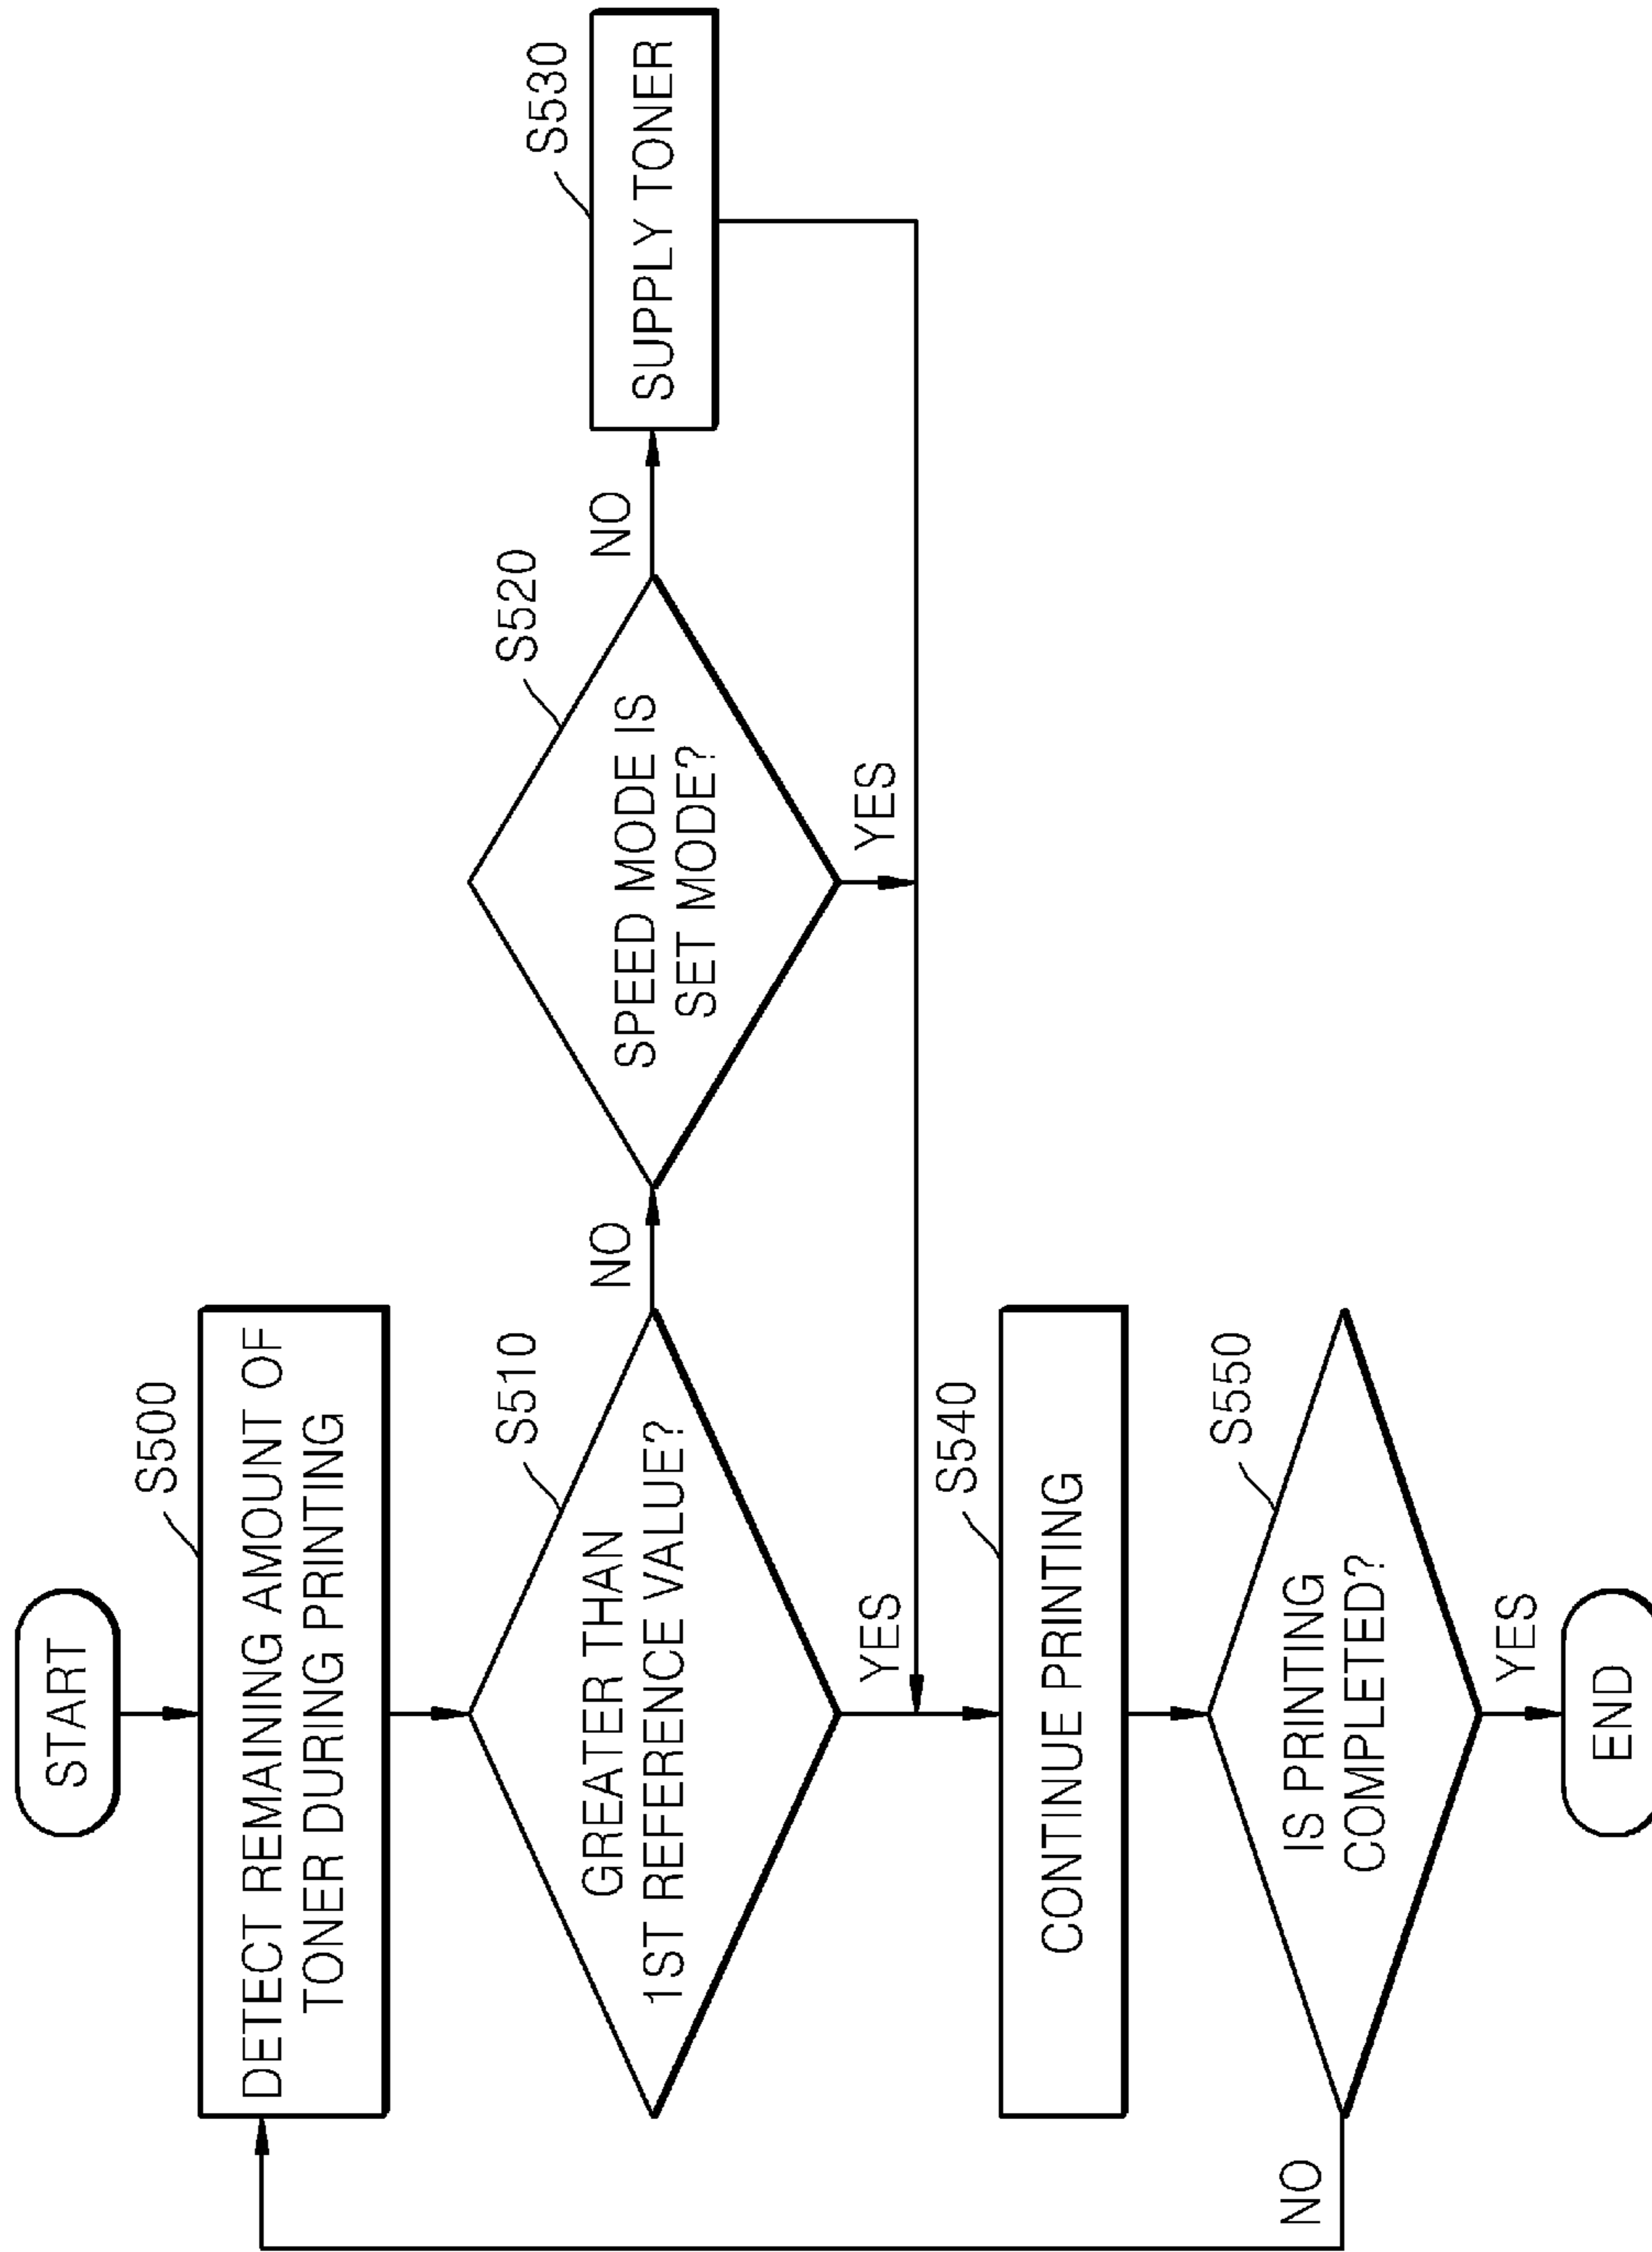 START
S500
DETECT REMAINING AMOUNT OF
TONER DURING PRINTING
S510
GREATER THAN
1ST REFERENCE VALUE?
NO
S520
SPEED MODE IS
SET MODE?
NO
S530
SUPPLY TONER
YES
YES
S540
CONTINUE PRINTING
S550
IS PRINTING
COMPLETED?
NO
YES
END